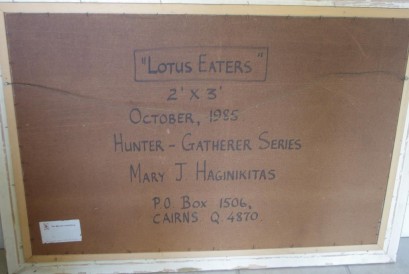 "LOTUS EATERS"
2' X 3'
OCTOBER, 1985
HUNTER - GATHERER SERIES
MARY J HAGINIKITAS
P.O. BOX 1506,
CAIRNS Q. 4870